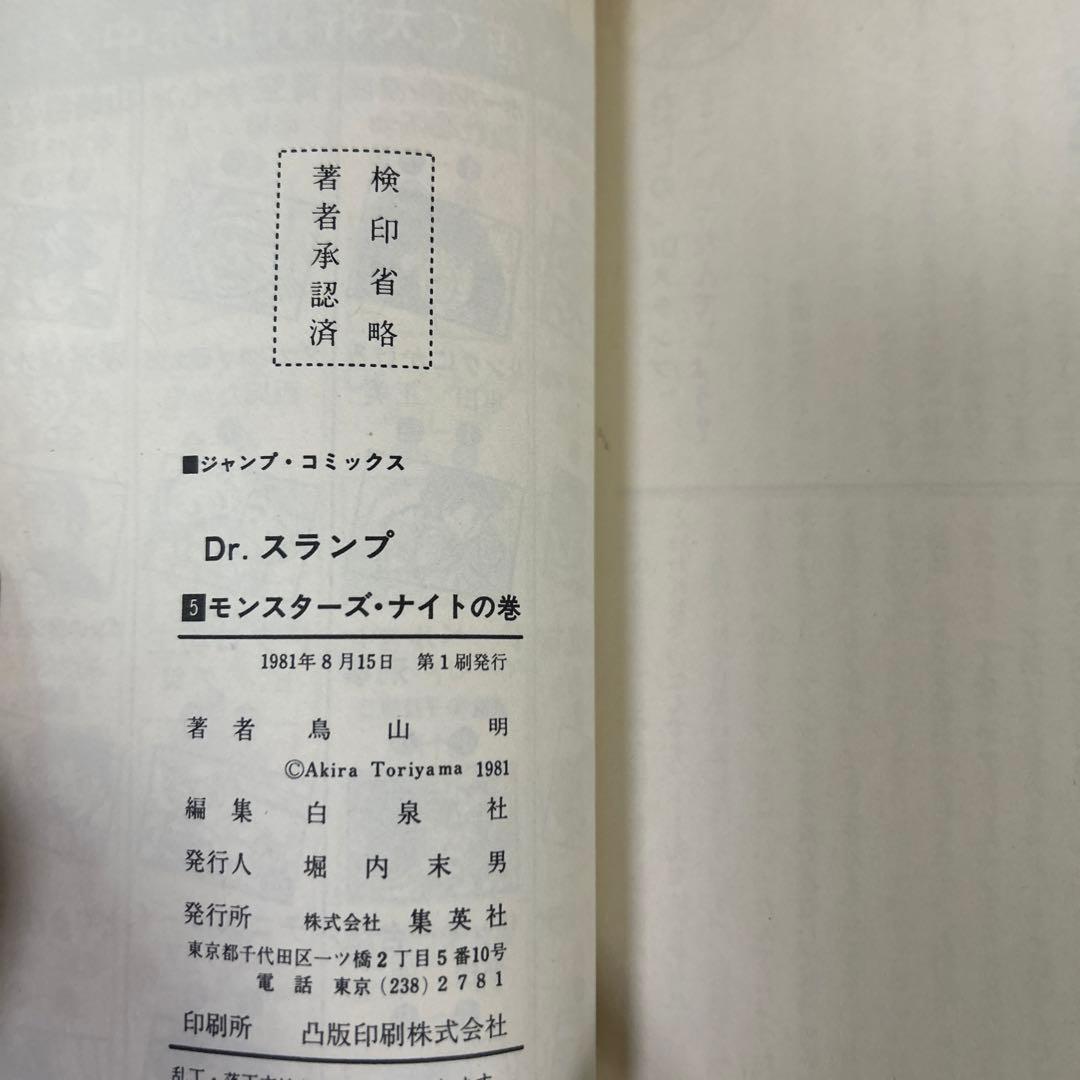 検印省略
著者承認済
■ジャンプ・コミックス
Dr. スランプ
5 モンスターズ・ナイトの巻
1981年8月15日 第1刷発行
著者 鳥山明
©Akira Toriyama 1981
編集 白泉社
発行人 堀内末男
発行所 株式会社 集英社
東京都千代田区一ツ橋2丁目5番10号
電話 東京(238)2781
印刷所 凸版印刷株式会社
乱丁・落丁